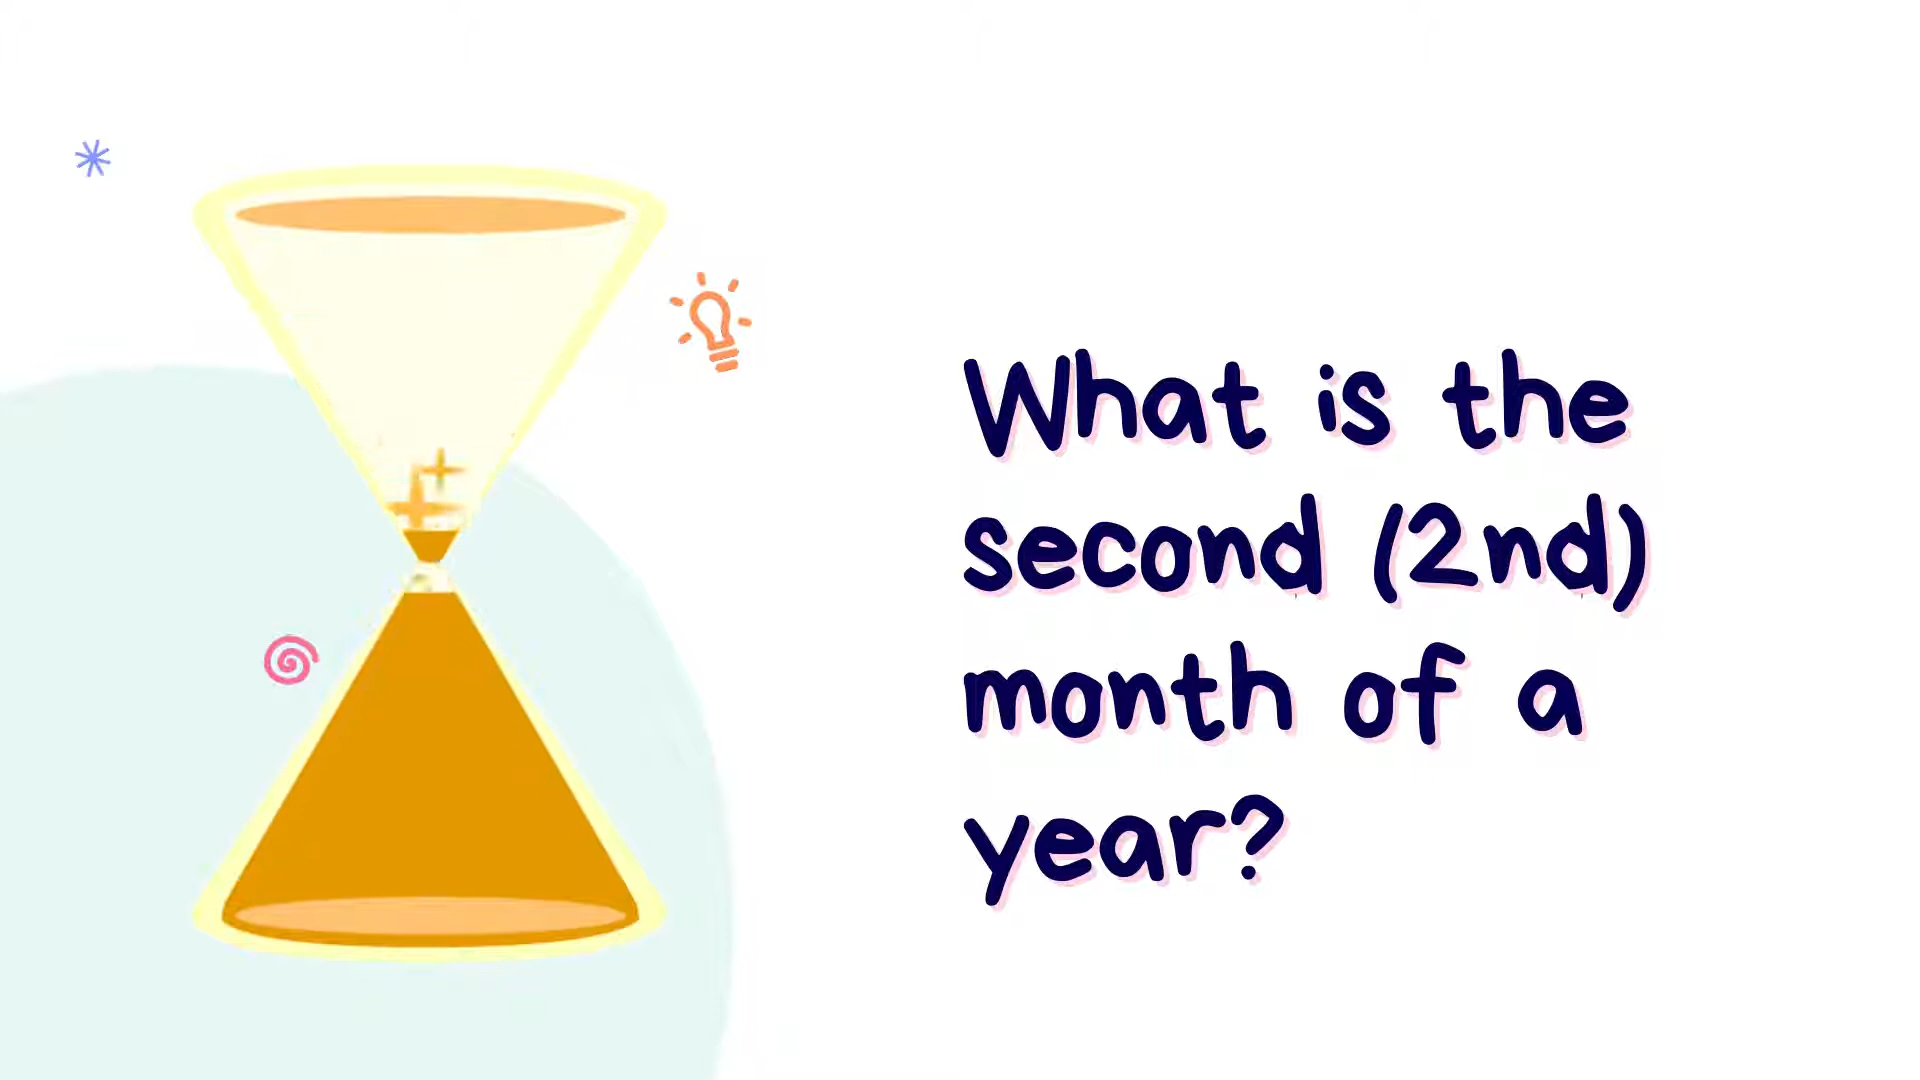 What is the
second (2nd)
month of a
year?